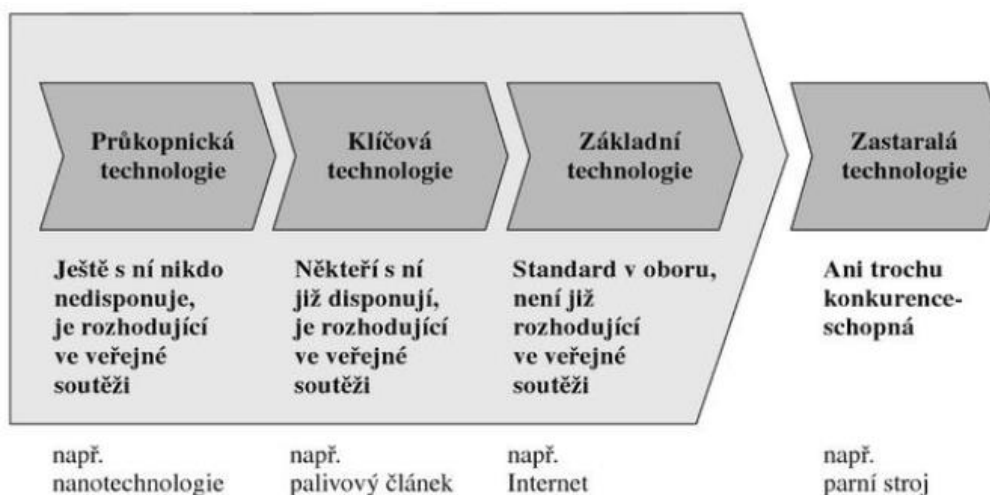 Průkopnická
technologie
Klíčová
technologie
Základní
technologie
Zastaralá
technologie
Ještě s ní nikdo
nedisponuje,
je rozhodující
ve veřejné
soutěži
Někteří s ní
již disponují,
je rozhodující
ve veřejné
soutěži
Standard v oboru,
není již
rozhodující
ve veřejné
soutěži
Ani trochu
konkurence-
schopná
např.
nanotechnologie
např.
palivový článek
např.
Internet
např.
parní stroj